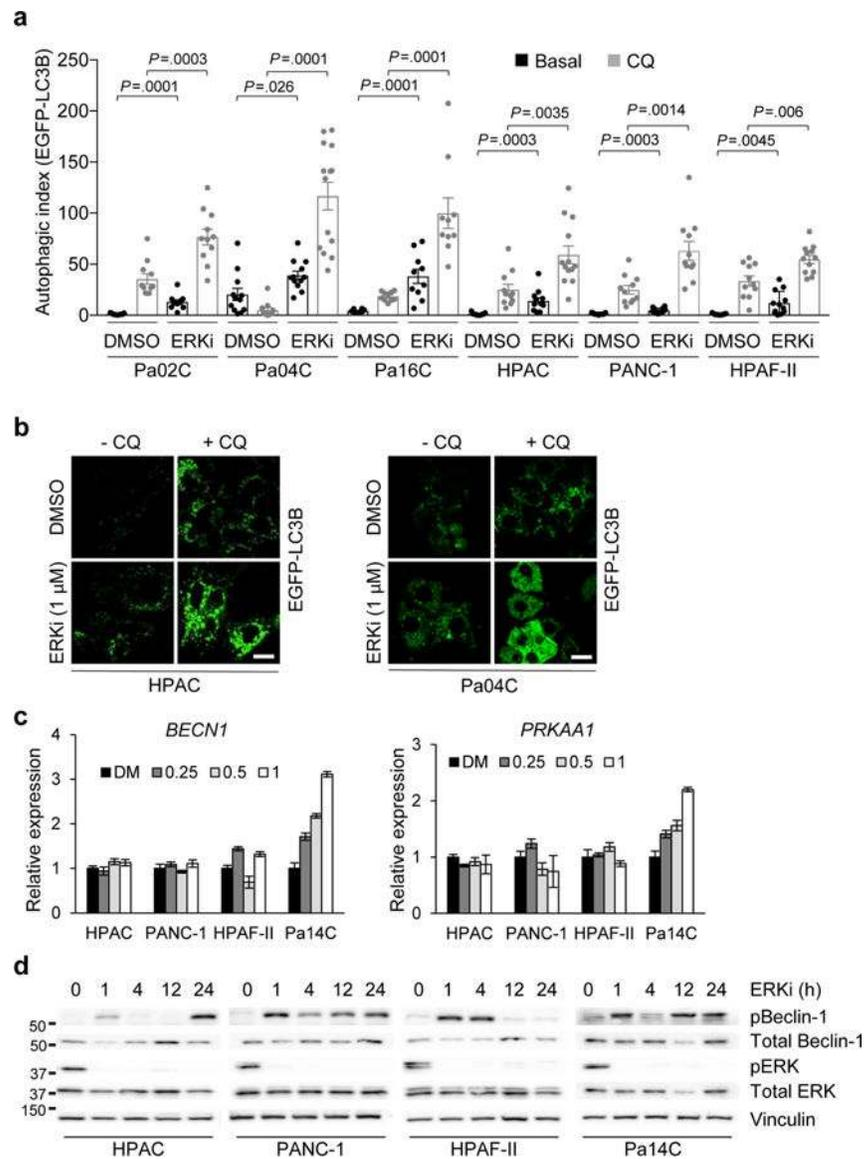 a
Autophagic index (EGFP-LC3B)
250
200
150
100
50
0
Basal CQ
P=.0003 P=.0001 P=.0001
P=.0001 P=.026 P=.0001
P=.0035 P=.0014 P=.006
P=.0003 P=.0003 P=.0045
DMSO ERKi DMSO ERKi DMSO ERKi DMSO ERKi DMSO ERKi DMSO ERKi
Pa02C Pa04C Pa16C HPAC PANC-1 HPAF-II
b
- CQ + CQ
DMSO
ERKi (1 μM)
EGFP-LC3B
HPAC
- CQ + CQ
DMSO
ERKi (1 μM)
EGFP-LC3B
Pa04C
c
BECN1
Relative expression
4
3
2
1
0
DM 0.25 0.5 1
HPAC PANC-1 HPAF-II Pa14C
PRKAA1
Relative expression
3
2
1
0
DM 0.25 0.5 1
HPAC PANC-1 HPAF-II Pa14C
d
0 1 4 12 24 0 1 4 12 24 0 1 4 12 24 0 1 4 12 24 ERKi (h)
50 pBeclin-1
50 Total Beclin-1
37 pERK
37 Total ERK
150 Vinculin
HPAC PANC-1 HPAF-II Pa14C